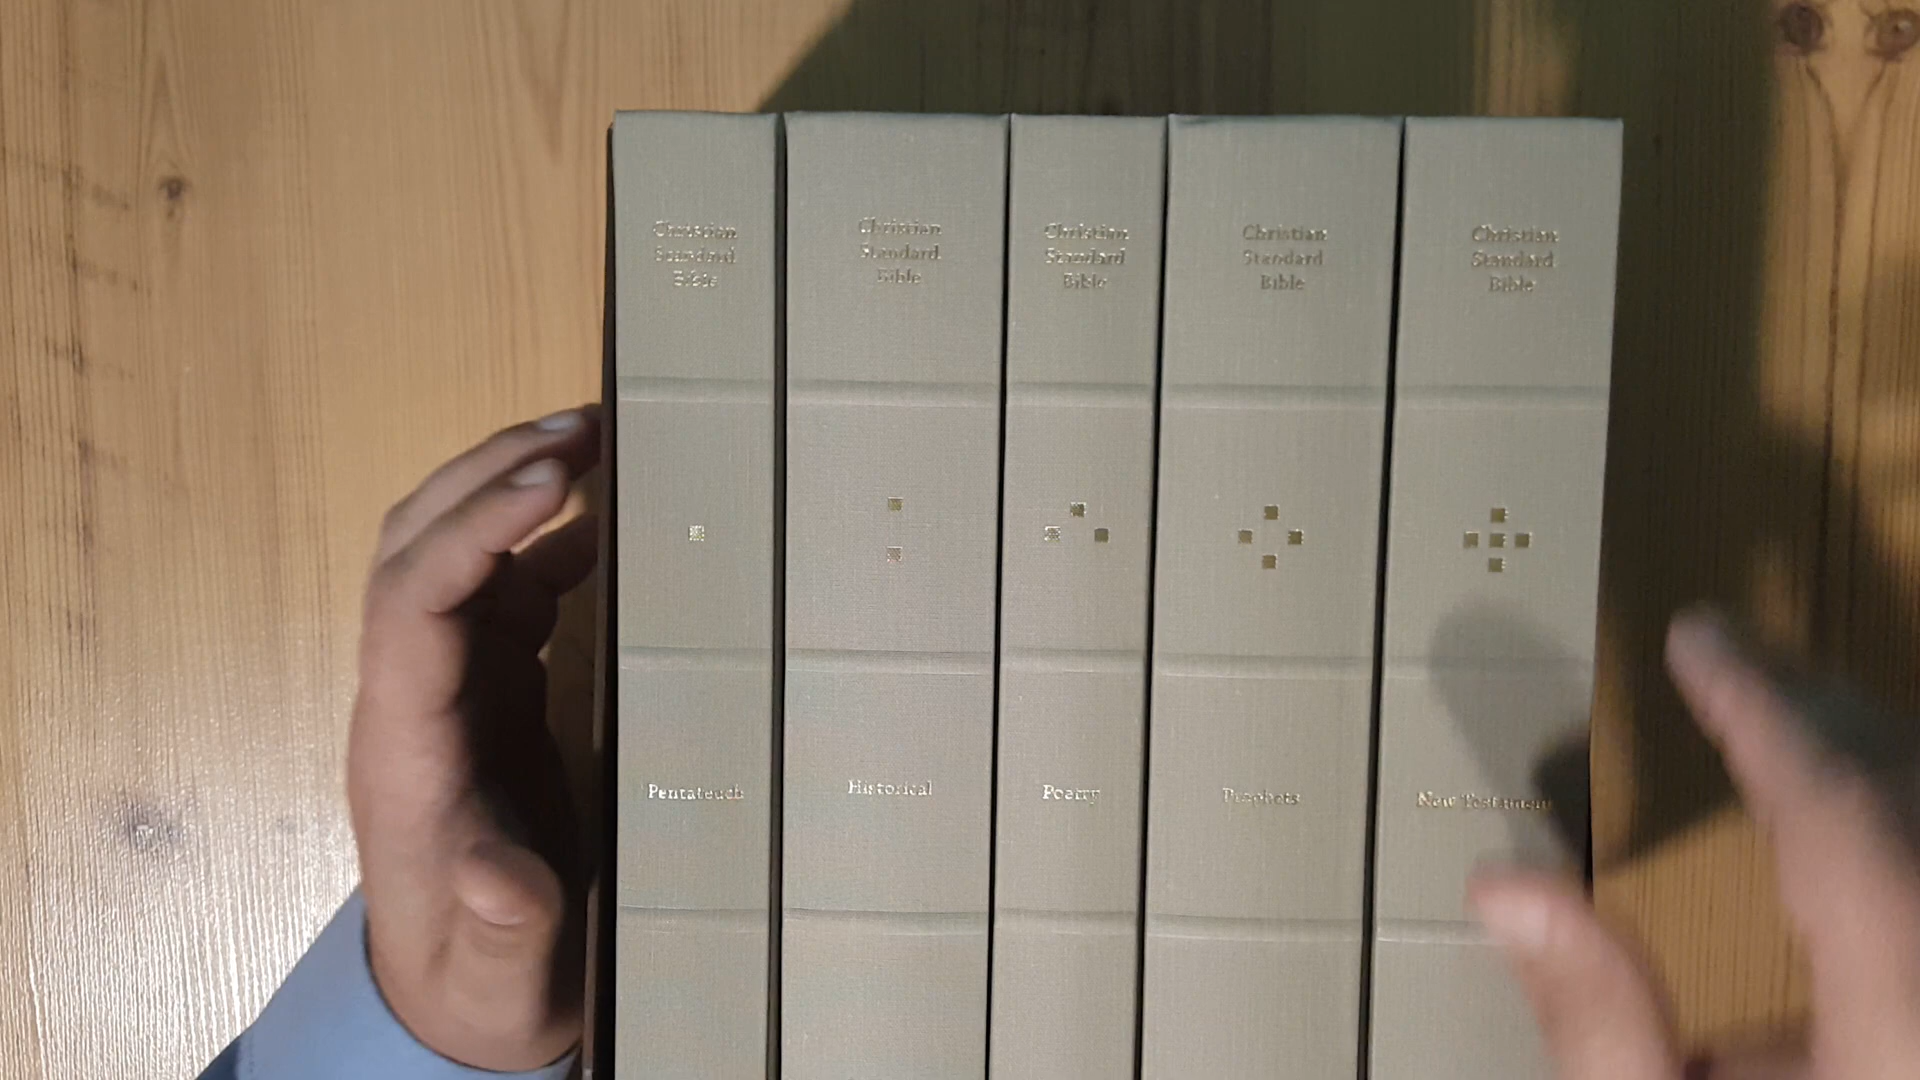 Christian
Standard
Bible
Pentateuch
Christian
Standard
Bible
Historical
Christian
Standard
Bible
Poetry
Christian
Standard
Bible
Prophets
Christian
Standard
Bible
New Testament